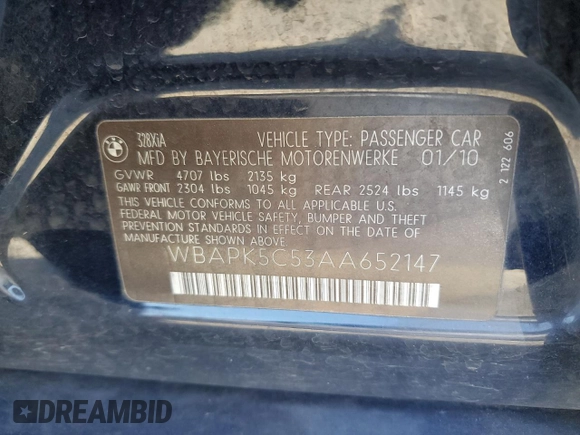 BMW
328XiA
VEHICLE TYPE: PASSENGER CAR
MFD BY BAYERISCHE MOTORENWERKE 01/10
GVWR 4707 lbs 2135 kg
GAWR FRONT 2304 lbs 1045 kg REAR 2524 lbs 1145 kg
THIS VEHICLE CONFORMS TO ALL APPLICABLE U.S.
FEDERAL MOTOR VEHICLE SAFETY, BUMPER AND THEFT
PREVENTION STANDARDS IN EFFECT ON THE DATE OF
MANUFACTURE SHOWN ABOVE.
WBAPK5C53AA652147
2 122 606
DREAMBID